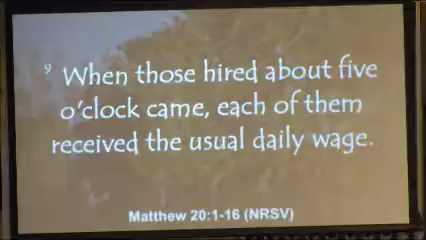 9 When those hired about five
o'clock came, each of them
received the usual daily wage.
Matthew 20:1-16 (NRSV)